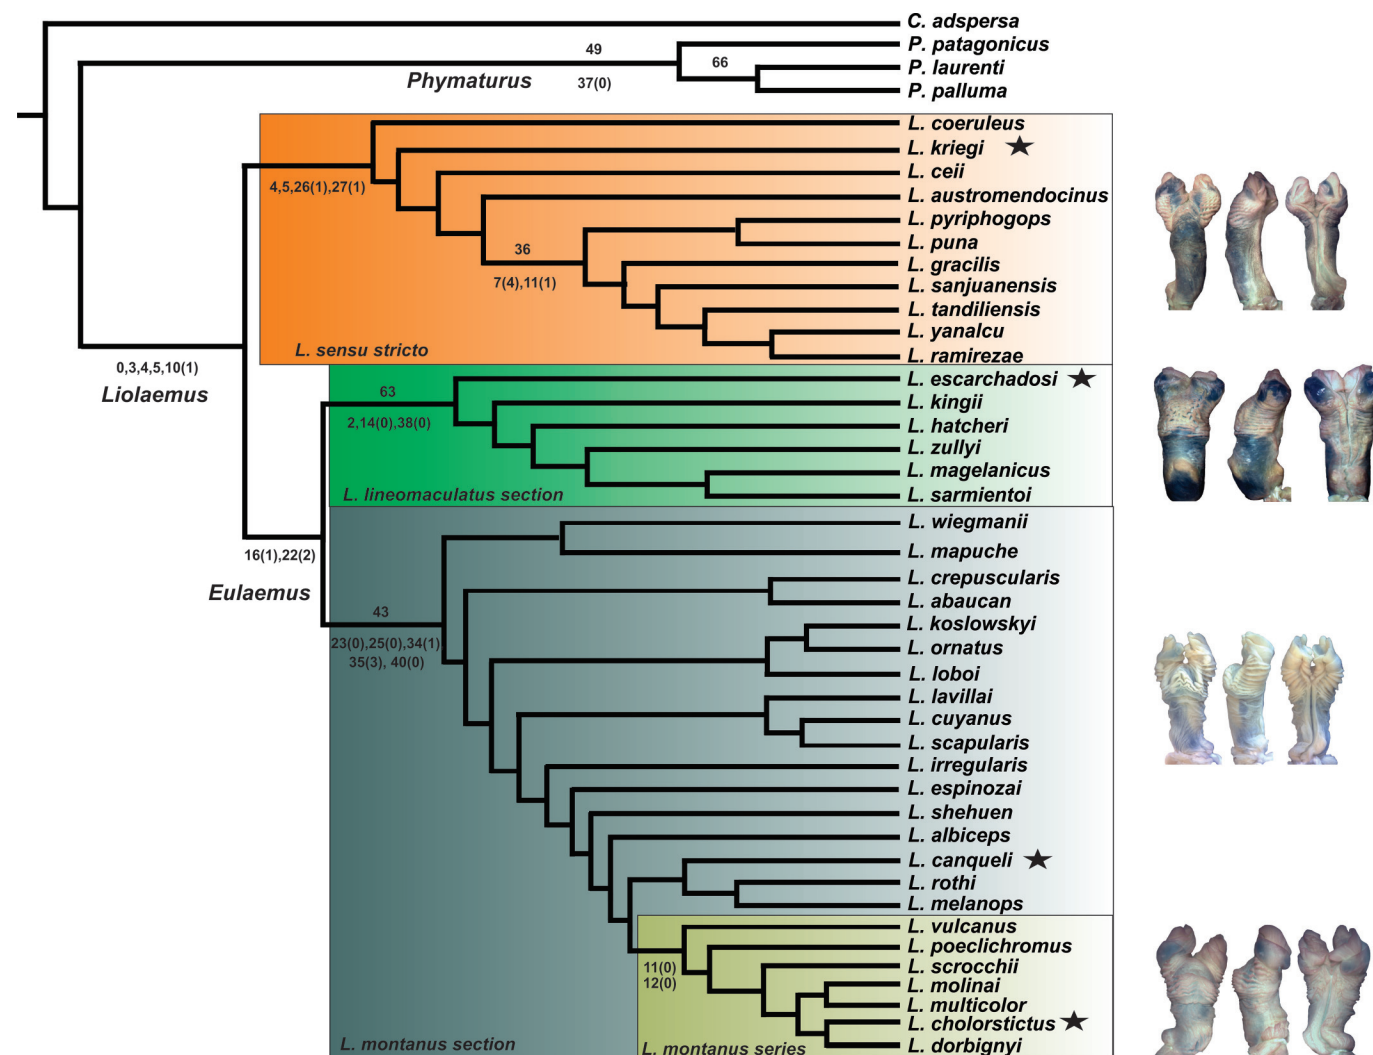 C. adspersa
49
P. patagonicus
66
P. laurenti
Phymaturus
37(0)
P. palluma
L. coeruleus
L. kriegi
4,5,26(1),27(1)
L. ceii
L. austromendocinus
L. pyriphogops
36
L. puna
7(4),11(1)
L. gracilis
L. sanjuanensis
L. tandiliensis
L. yanalcu
L. sensu stricto
L. ramirezae
0,3,4,5,10(1)
Liolaemus
63
L. escarchadosi
2,14(0),38(0)
L. kingii
L. hatcheri
L. zullyi
L. magelanicus
L. lineomaculatus section
L. sarmientoi
L. wiegmanii
16(1),22(2)
L. mapuche
Eulaemus
L. crepuscularis
43
L. abaucan
L. koslowskyi
23(0),25(0),34(1)
35(3), 40(0)
L. ornatus
L. loboi
L. lavillai
L. cuyanus
L. scapularis
L. irregularis
L. espinozai
L. shehuen
L. albiceps
L. canqueli
L. rothi
L. melanops
L. vulcanus
L. poeclichromus
11(0)
12(0)
L. scrocchii
L. molinai
L. multicolor
L. cholorstictus
L. dorbignyi
L. montanus section
L. montanus series